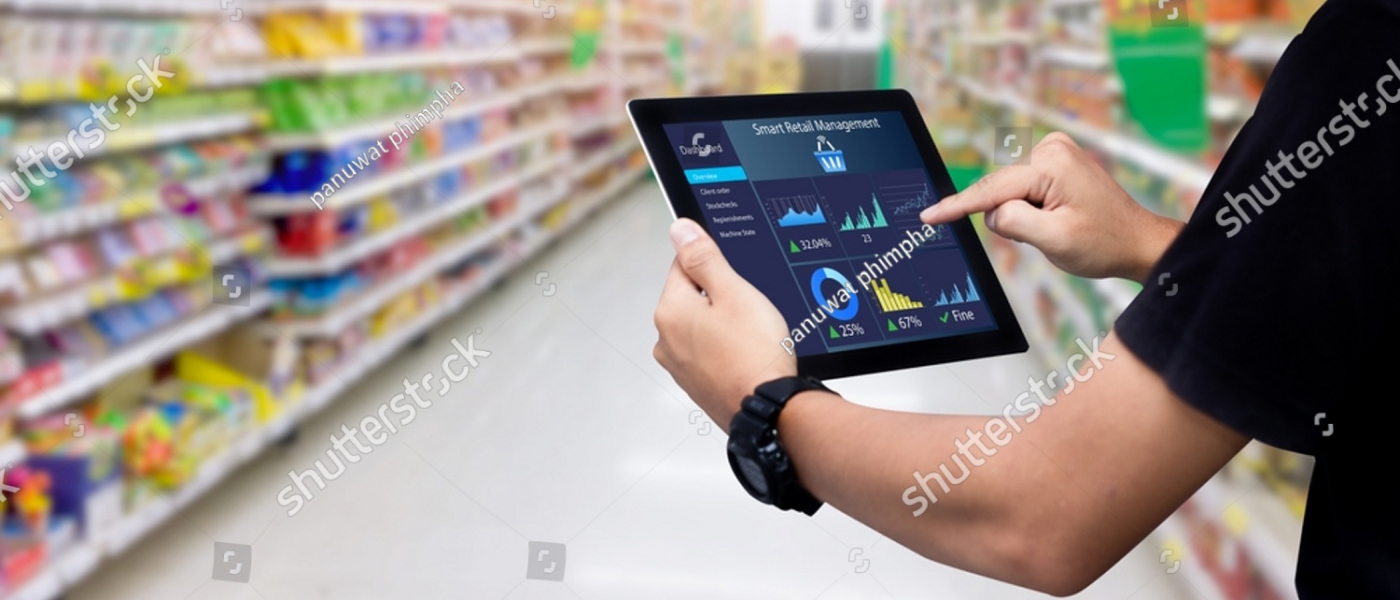 shutterstock
panuwat phimpha
Smart Retail Management
Dashboard
Overview
Client order
Stockchecks
Replenishments
Machine State
32.04%
23
25%
67%
Fine
panuwat phimpha
shutterstock
shutterstock
shutterstock
shutterstock